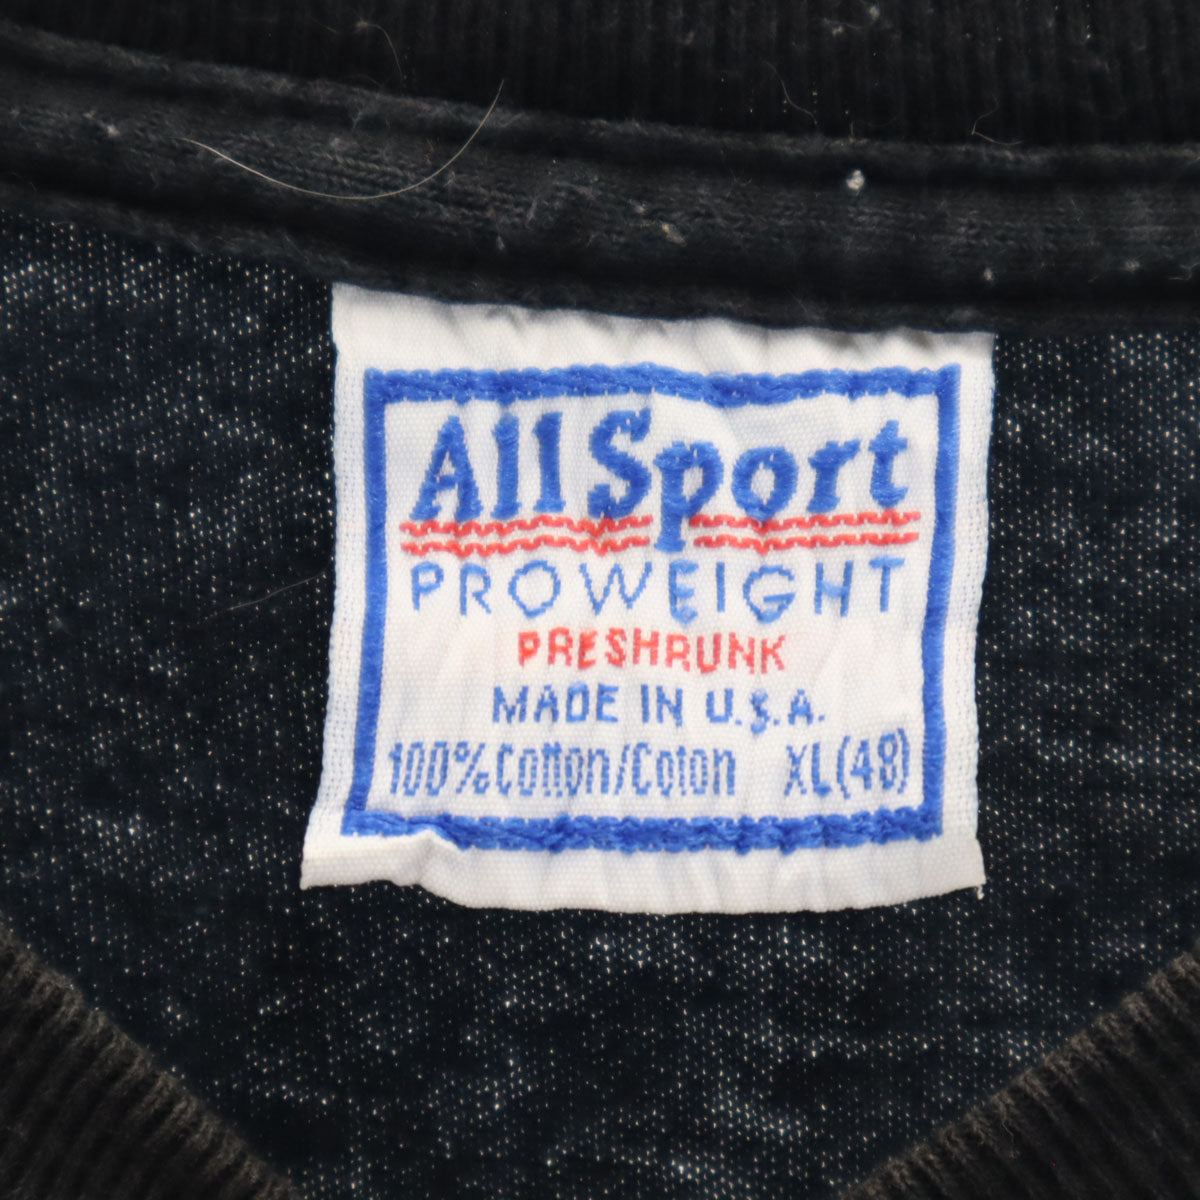 All Sport
PROWEIGHT
PRESHRUNK
MADE IN U.S.A.
100% Cotton/Coton XL(48)